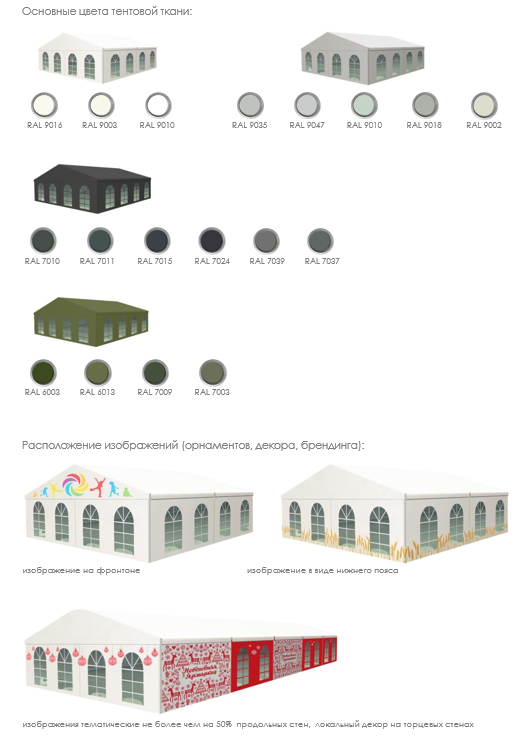 Основные цвета тентовой ткани:
RAL 9016 RAL 9003 RAL 9010 RAL 9035 RAL 9047 RAL 9010 RAL 9018 RAL 9002
RAL 7010 RAL 7011 RAL 7015 RAL 7024 RAL 7039 RAL 7037
RAL 6003 RAL 6013 RAL 7009 RAL 7003
Расположение изображений (орнаментов, декора, брендинга):
изображение на фронтоне изображение в виде нижнего пояса
Новогодняя
Ярмарка
изображения тематические не более чем на 50% продольных стен, локальный декор на торцевых стенах